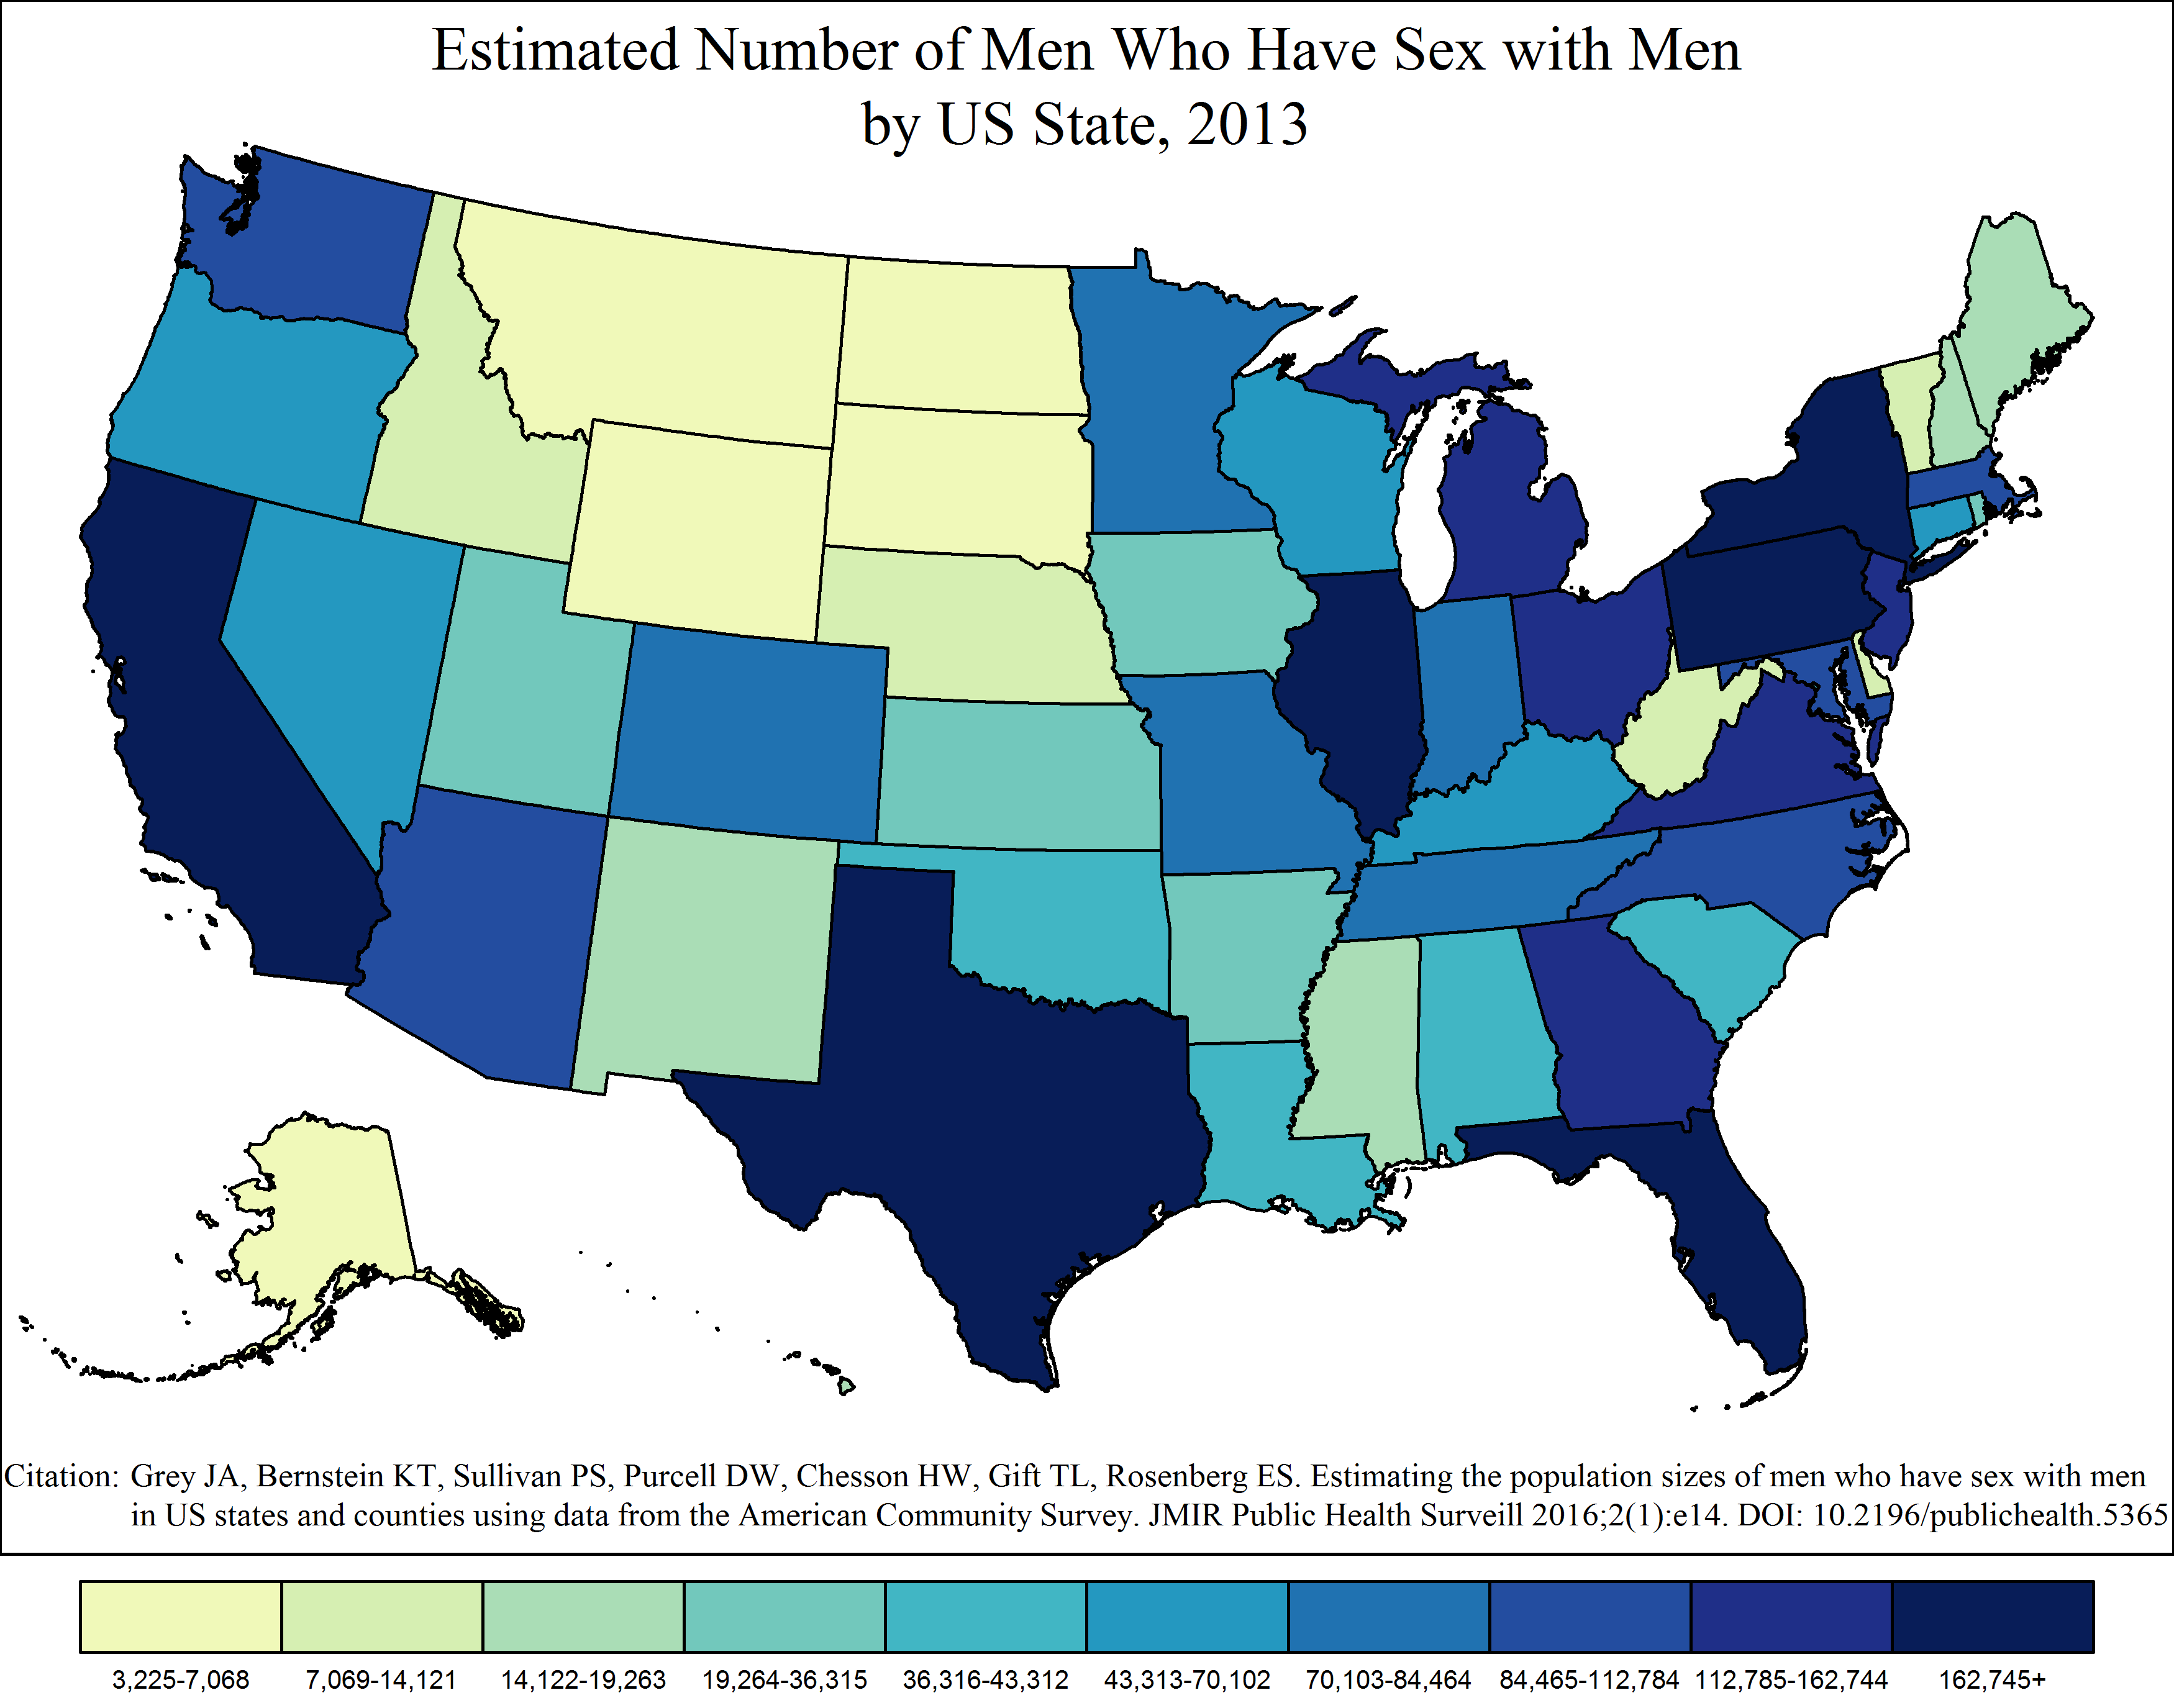 Estimated Number of Men Who Have Sex with Men
by US State, 2013
Citation: Grey JA, Bernstein KT, Sullivan PS, Purcell DW, Chesson HW, Gift TL, Rosenberg ES. Estimating the population sizes of men who have sex with men
in US states and counties using data from the American Community Survey. JMIR Public Health Surveill 2016;2(1):e14. DOI: 10.2196/publichealth.5365
3,225-7,068 7,069-14,121 14,122-19,263 19,264-36,315 36,316-43,312 43,313-70,102 70,103-84,464 84,465-112,784 112,785-162,744 162,745+